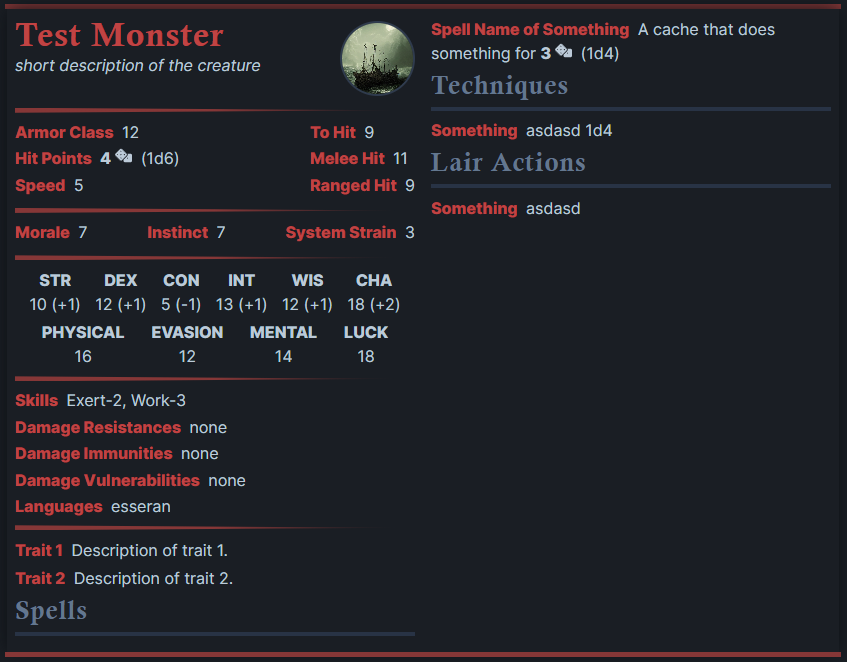 Test Monster
short description of the creature
Armor Class 12
To Hit 9
Hit Points 4 (1d6)
Melee Hit 11
Speed 5
Ranged Hit 9
Morale 7 Instinct 7 System Strain 3
STR DEX CON INT WIS CHA
10 (+1) 12 (+1) 5 (-1) 13 (+1) 12 (+1) 18 (+2)
PHYSICAL EVASION MENTAL LUCK
16 12 14 18
Skills Exert-2, Work-3
Damage Resistances none
Damage Immunities none
Damage Vulnerabilities none
Languages esseran
Trait 1 Description of trait 1.
Trait 2 Description of trait 2.
Spells
Spell Name of Something A cache that does
something for 3 (1d4)
Techniques
Something asdasd 1d4
Lair Actions
Something asdasd